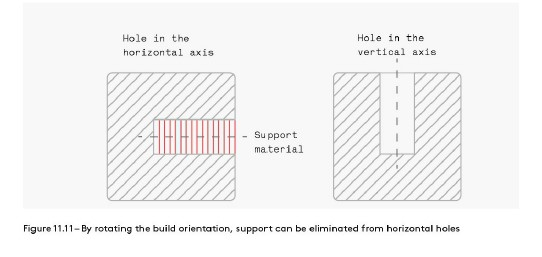 Hole in the
horizontal axis
Hole in the
vertical axis
Support
material
Figure 11.11—By rotating the build orientation, support can be eliminated from horizontal holes